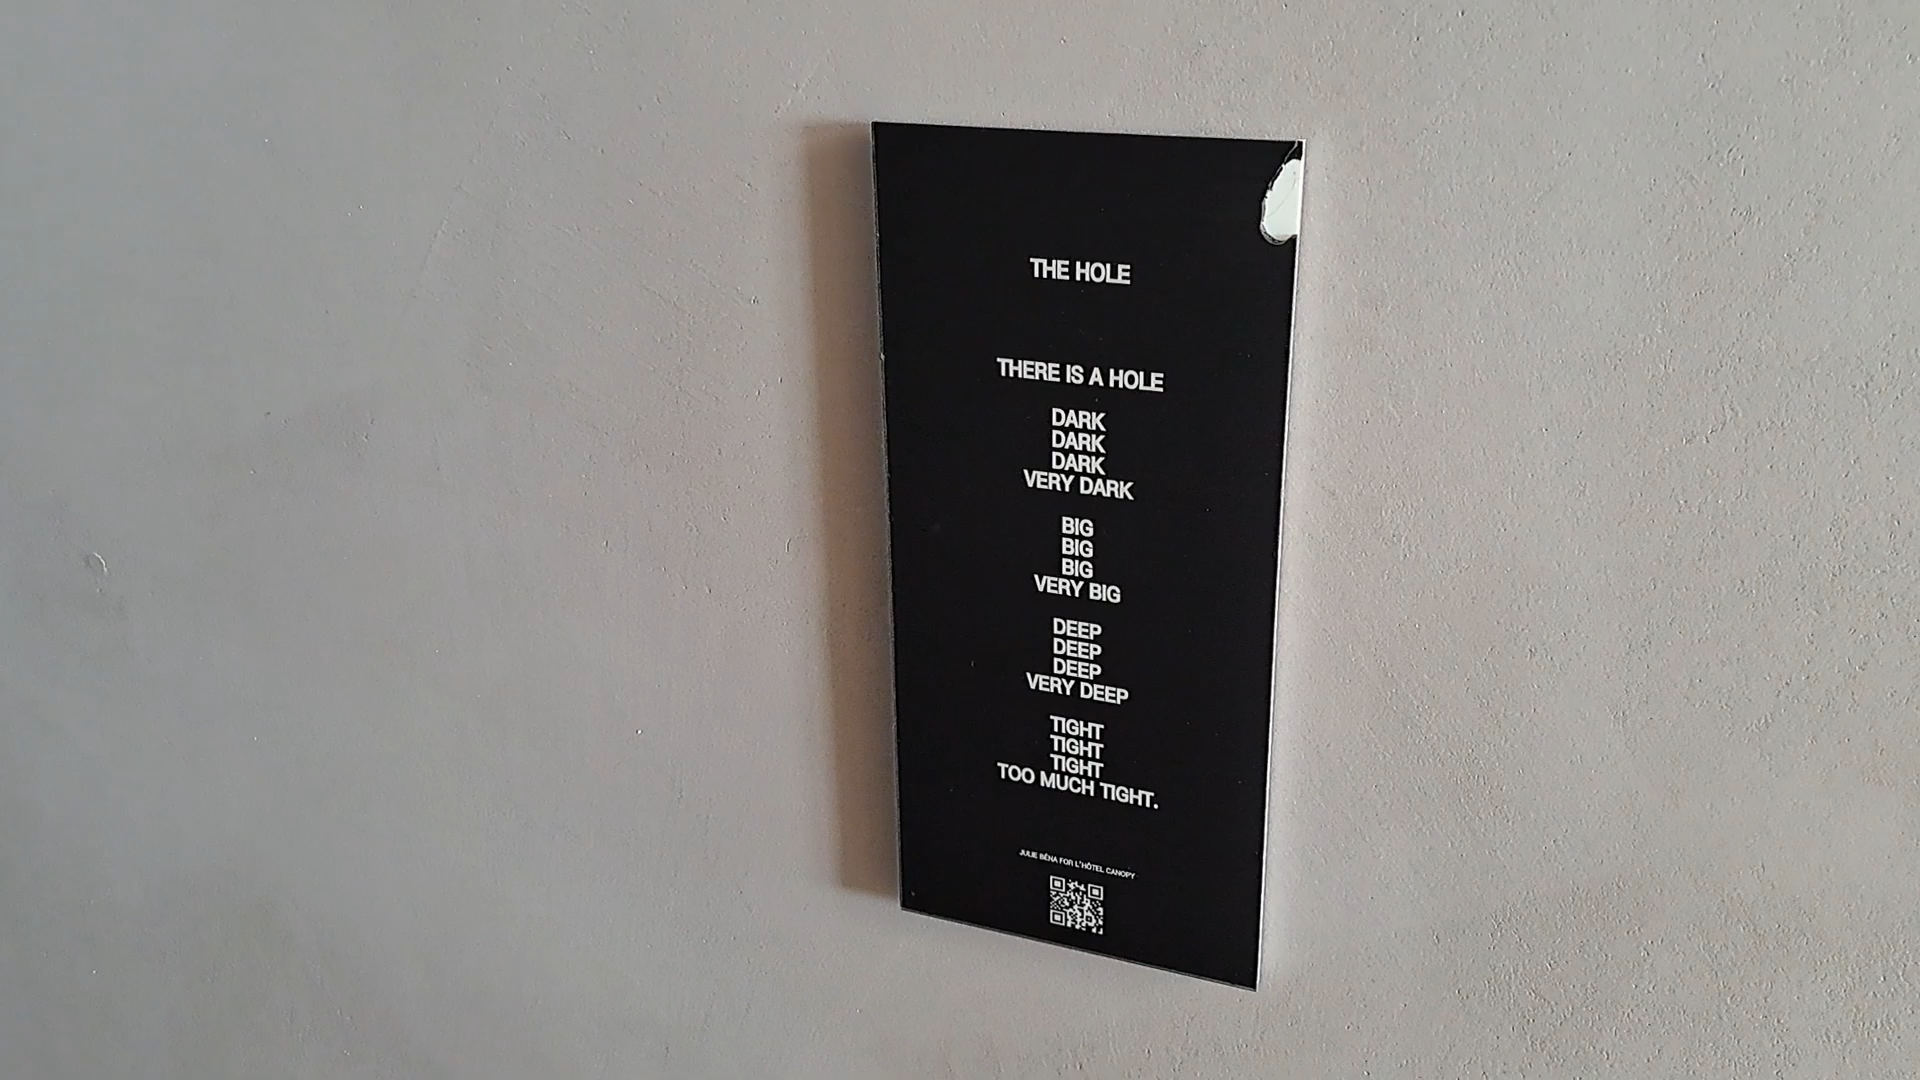 THE HOLE
THERE IS A HOLE
DARK
DARK
DARK
VERY DARK
BIG
BIG
BIG
VERY BIG
DEEP
DEEP
DEEP
VERY DEEP
TIGHT
TIGHT
TIGHT
TOO MUCH TIGHT.
JULIE BÉNA FOR L'HÔTEL CANOPY